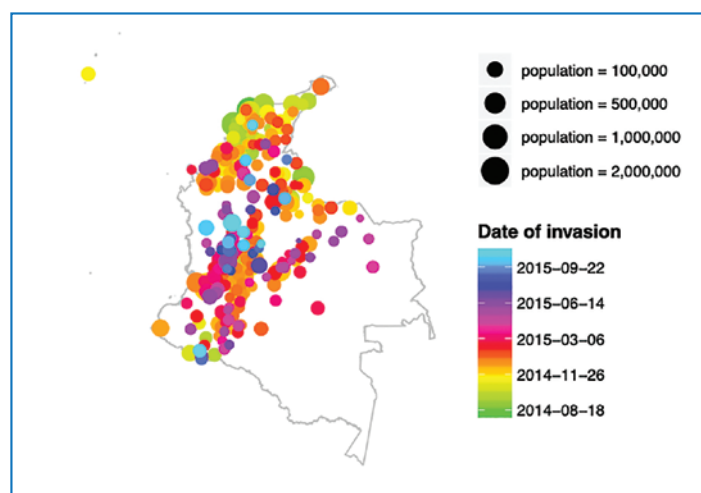 population = 100,000
population = 500,000
population = 1,000,000
population = 2,000,000
Date of invasion
2015−09−22
2015−06−14
2015−03−06
2014−11−26
2014−08−18